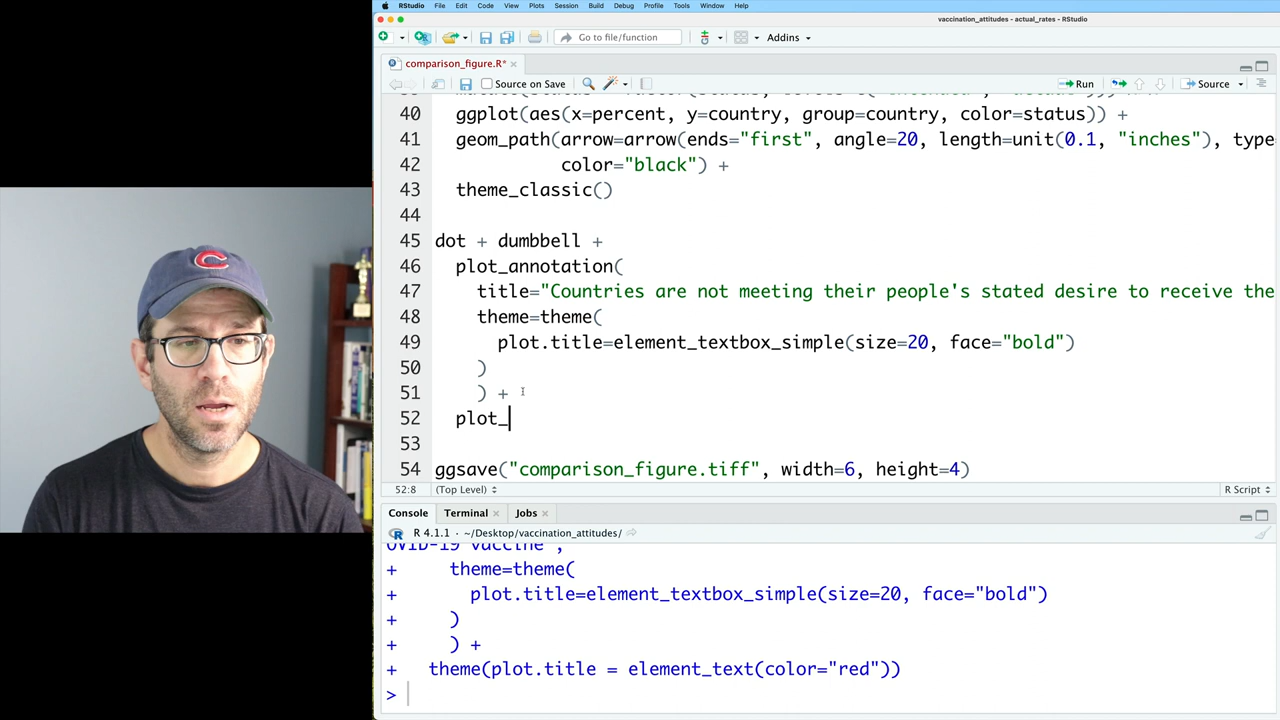 RStudio File Edit Code View Plots Session Build Debug Profile Tools Window Help
vaccination_attitudes - actual_rates - RStudio
Go to file/function Addins
comparison_figure.R*
Source on Save Run Source
40 ggplot(aes(x=percent, y=country, group=country, color=status)) +
41 geom_path(arrow=arrow(ends="first", angle=20, length=unit(0.1, "inches"), type
42 color="black") +
43 theme_classic()
44
45 dot + dumbbell +
46 plot_annotation(
47 title="Countries are not meeting their people's stated desire to receive the
48 theme=theme(
49 plot.title=element_textbox_simple(size=20, face="bold")
50 )
51 ) +
52 plot_
53
54 ggsave("comparison_figure.tiff", width=6, height=4)
52:8 (Top Level) R Script
Console Terminal Jobs
R 4.1.1 · ~/Desktop/vaccination_attitudes/
OVID-19 vaccine",
+ theme=theme(
+ plot.title=element_textbox_simple(size=20, face="bold")
+ )
+ ) +
+ theme(plot.title = element_text(color="red"))
>
C